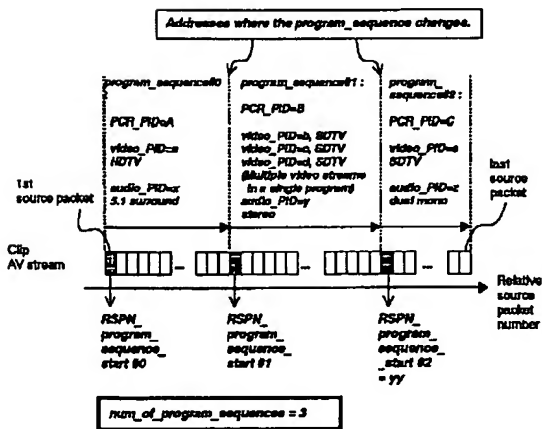 Addresses where the program_sequence changes.
program_sequence#0
PCR_PID=A
video_PID=a
HDTV
audio_PID=x
5.1 surround
program_sequence#1 :
PCR_PID=B
video_PID=b, SDTV
video_PID=c, SDTV
video_PID=d, SDTV
(Multiple video streams
in a single program)
audio_PID=y
stereo
program_
sequence#2 :
PCR_PID=C
video_PID=e
SDTV
audio_PID=z
dual mono
1st
source packet
last
source
packet
Clip
AV stream
... ... ...
Relative
source
packet
number
RSPN_
program_
sequence_
start #0
RSPN_
program_
sequence_
start #1
RSPN_
program_
sequence
_start #2
= yy
num_of_program_sequences = 3